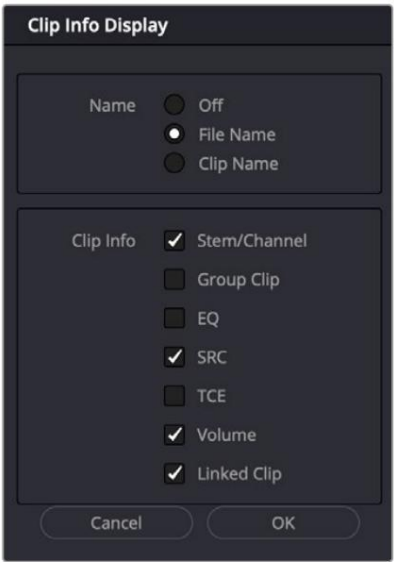 Clip Info Display
Name Off
File Name
Clip Name
Clip Info Stem/Channel
Group Clip
EQ
SRC
TCE
Volume
Linked Clip
Cancel OK